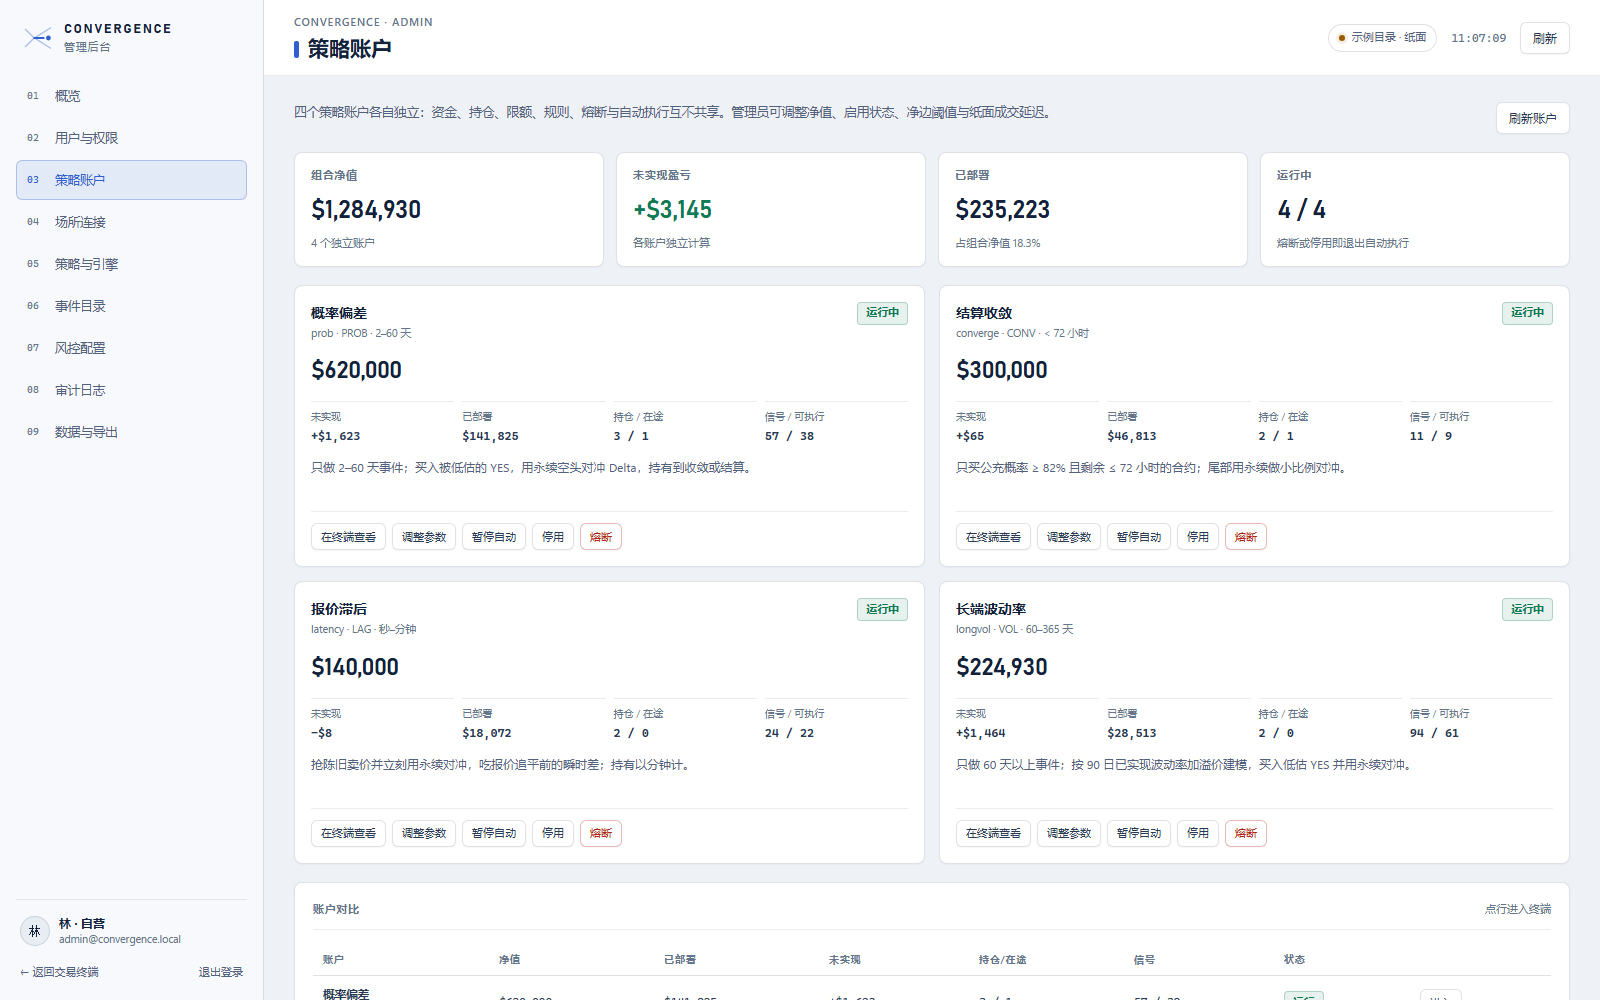 CONVERGENCE
管理后台
01 概览
02 用户与权限
03 策略账户
04 场所连接
05 策略与引擎
06 事件目录
07 风控配置
08 审计日志
09 数据与导出
林
林 · 自营
admin@convergence.local
← 返回交易终端 退出登录
CONVERGENCE · ADMIN
策略账户
示例目录 · 纸面 11:07:09 刷新
四个策略账户各自独立：资金、持仓、限额、规则、熔断与自动执行互不共享。管理员可调整净值、启用状态、净边阈值与纸面成交延迟。
刷新账户
组合净值
$1,284,930
4 个独立账户
未实现盈亏
+$3,145
各账户独立计算
已部署
$235,223
占组合净值 18.3%
运行中
4 / 4
熔断或停用即退出自动执行
概率偏差 运行中
prob · PROB · 2–60 天
$620,000
未实现 已部署 持仓 / 在途 信号 / 可执行
+$1,623 $141,825 3 / 1 57 / 38
只做 2–60 天事件；买入被低估的 YES，用永续空头对冲 Delta，持有到收敛或结算。
在终端查看 调整参数 暂停自动 停用 熔断
结算收敛 运行中
converge · CONV · < 72 小时
$300,000
未实现 已部署 持仓 / 在途 信号 / 可执行
+$65 $46,813 2 / 1 11 / 9
只买公允概率 ≥ 82% 且剩余 ≤ 72 小时的合约；尾部用永续做小比例对冲。
在终端查看 调整参数 暂停自动 停用 熔断
报价滞后 运行中
latency · LAG · 秒–分钟
$140,000
未实现 已部署 持仓 / 在途 信号 / 可执行
−$8 $18,072 2 / 0 24 / 22
抢陈旧卖价并立刻用永续对冲，吃报价追平前的瞬时差；持有以分钟计。
在终端查看 调整参数 暂停自动 停用 熔断
长端波动率 运行中
longvol · VOL · 60–365 天
$224,930
未实现 已部署 持仓 / 在途 信号 / 可执行
+$1,464 $28,513 2 / 0 94 / 61
只做 60 天以上事件；按 90 日已实现波动率加溢价建模，买入低估 YES 并用永续对冲。
在终端查看 调整参数 暂停自动 停用 熔断
账户对比 点行进入终端
账户 净值 已部署 未实现 持仓/在途 信号 状态
概率偏差